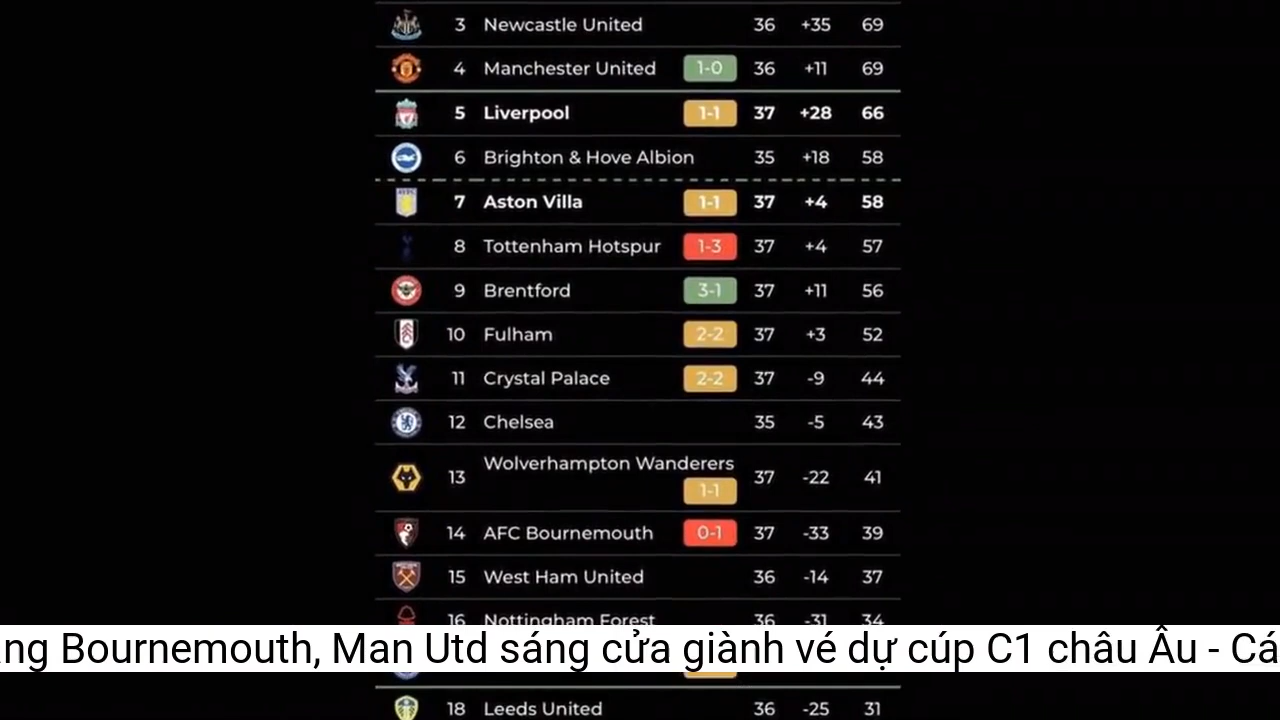 3 Newcastle United 36 +35 69
4 Manchester United 1-0 36 +11 69
5 Liverpool 1-1 37 +28 66
6 Brighton & Hove Albion 35 +18 58
7 Aston Villa 1-1 37 +4 58
8 Tottenham Hotspur 1-3 37 +4 57
9 Brentford 3-1 37 +11 56
10 Fulham 2-2 37 +3 52
11 Crystal Palace 2-2 37 -9 44
12 Chelsea 35 -5 43
13 Wolverhampton Wanderers 1-1 37 -22 41
14 AFC Bournemouth 0-1 37 -33 39
15 West Ham United 36 -14 37
16 Nottingham Forest 36 -31 34
ng Bournemouth, Man Utd sáng cửa giành vé dự cúp C1 châu Âu - Cá
18 Leeds United 36 -25 31